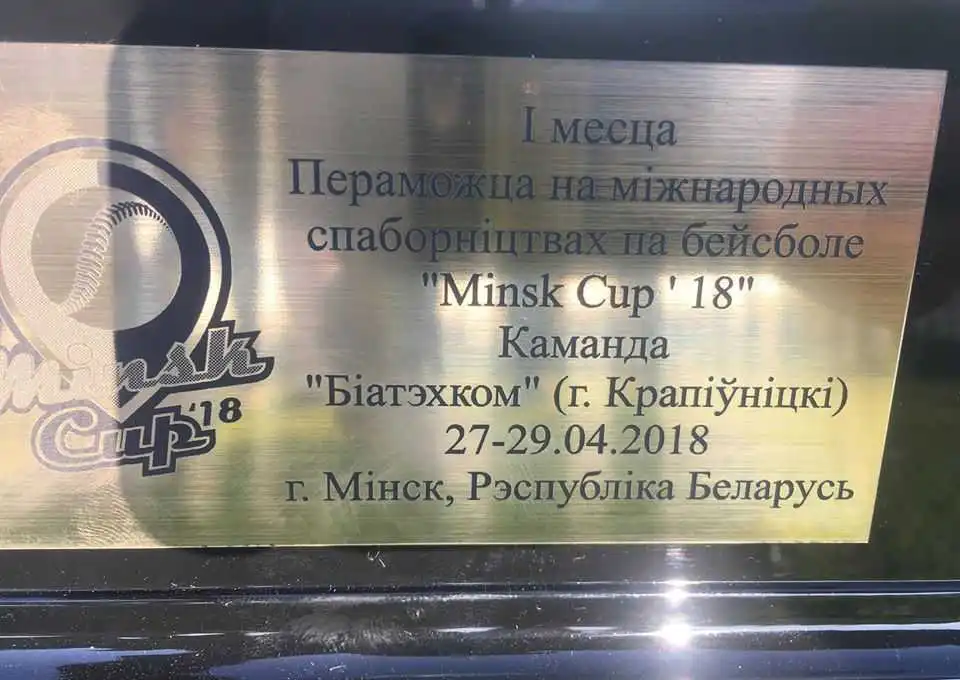 Minsk
Cup '18
І месца
Пераможца на міжнародных
спаборніцтвах па бейсболе
"Minsk Cup ' 18"
Каманда
"Біатэхком" (г. Крапіўніцкі)
27-29.04.2018
г. Мінск, Рэспубліка Беларусь